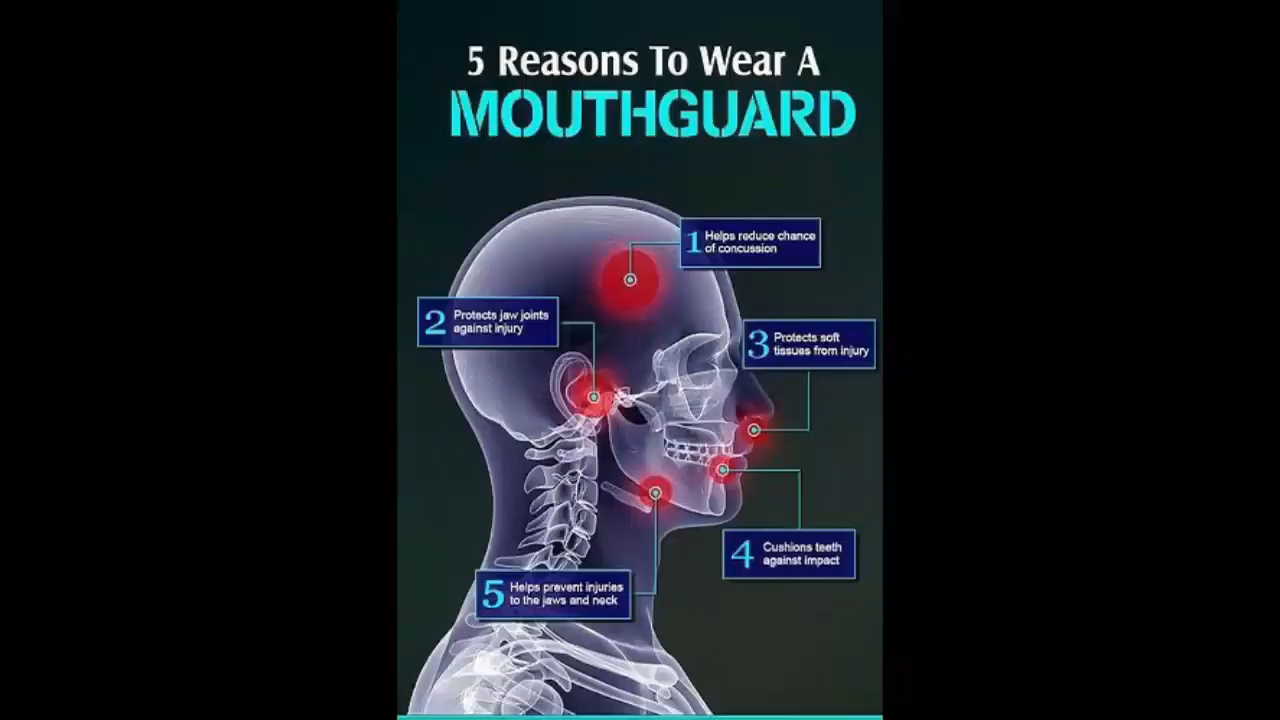 5 Reasons To Wear A
MOUTHGUARD
1 Helps reduce chance
of concussion
2 Protects jaw joints
against injury
3 Protects soft
tissues from injury
4 Cushions teeth
against impact
5 Helps prevent injuries
to the jaws and neck